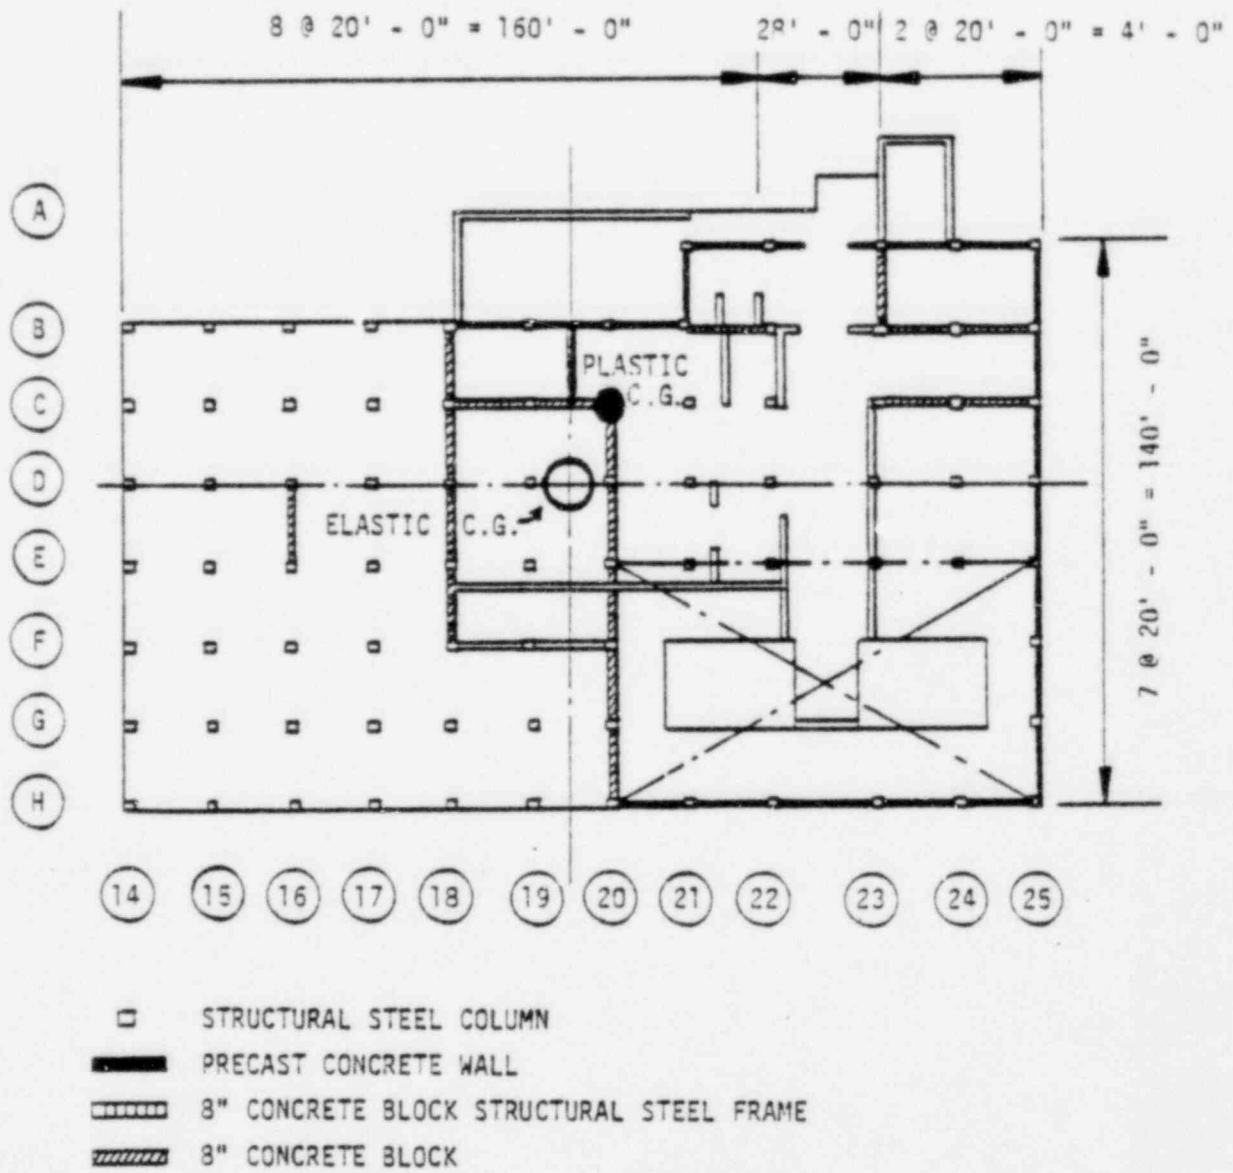 8 @ 20' - 0" = 160' - 0" 28' - 0" 2 @ 20' - 0" = 4' - 0"
A
B
PLASTIC
C C.G.
D
ELASTIC C.G.
E
F
G
H
7 @ 20' - 0" = 140' - 0"
14 15 16 17 18 19 20 21 22 23 24 25
STRUCTURAL STEEL COLUMN
PRECAST CONCRETE WALL
8" CONCRETE BLOCK STRUCTURAL STEEL FRAME
8" CONCRETE BLOCK